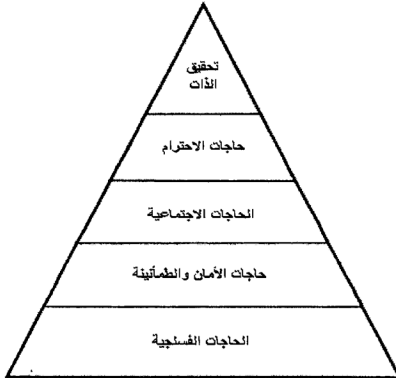 تحقيق
الذات
حاجات الاحترام
الحاجات الاجتماعية
حاجات الأمان والطمأنينة
الحاجات الفسلجية